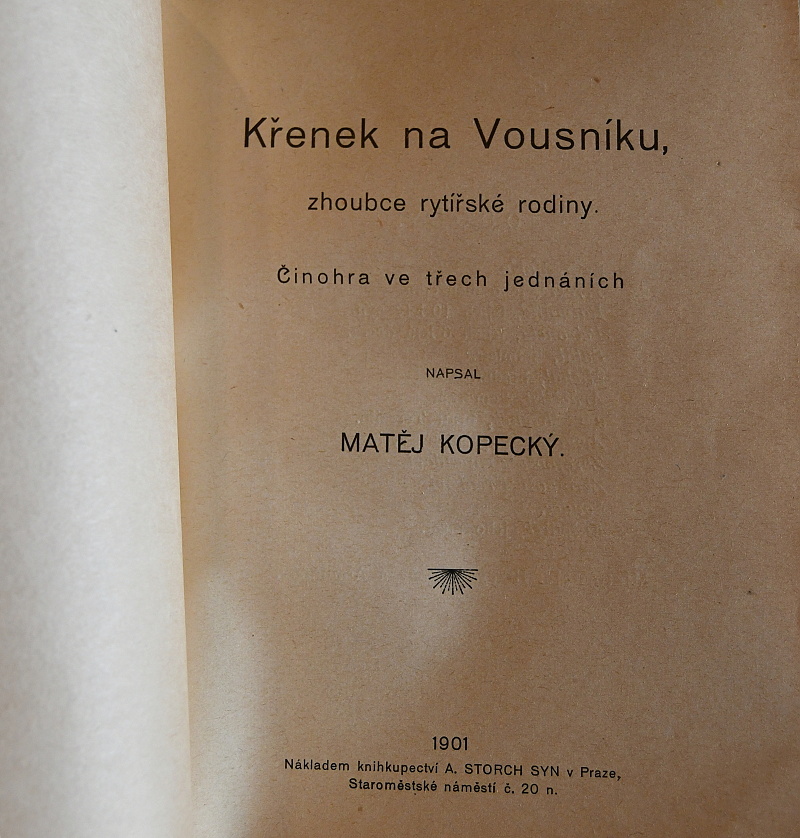 Křenek na Vousníku,
zhoubce rytířské rodiny.
Činohra ve třech jednáních
NAPSAL
MATĚJ KOPECKÝ.
1901
Nákladem knihkupectví A. STORCH SYN v Praze,
Staroměstské náměstí č. 20 n.